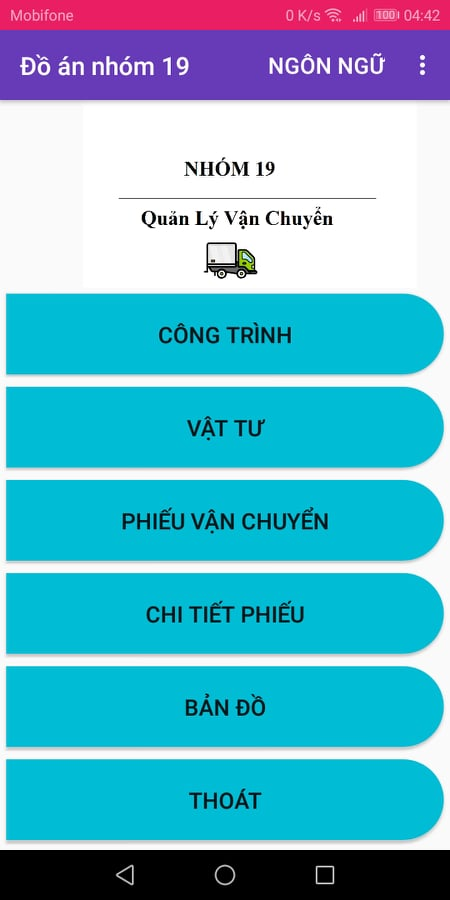 Mobifone 0 K/s 100 04:42
Đồ án nhóm 19 NGÔN NGỮ
NHÓM 19
Quản Lý Vận Chuyển
CÔNG TRÌNH
VẬT TƯ
PHIẾU VẬN CHUYỂN
CHI TIẾT PHIẾU
BẢN ĐỒ
THOÁT